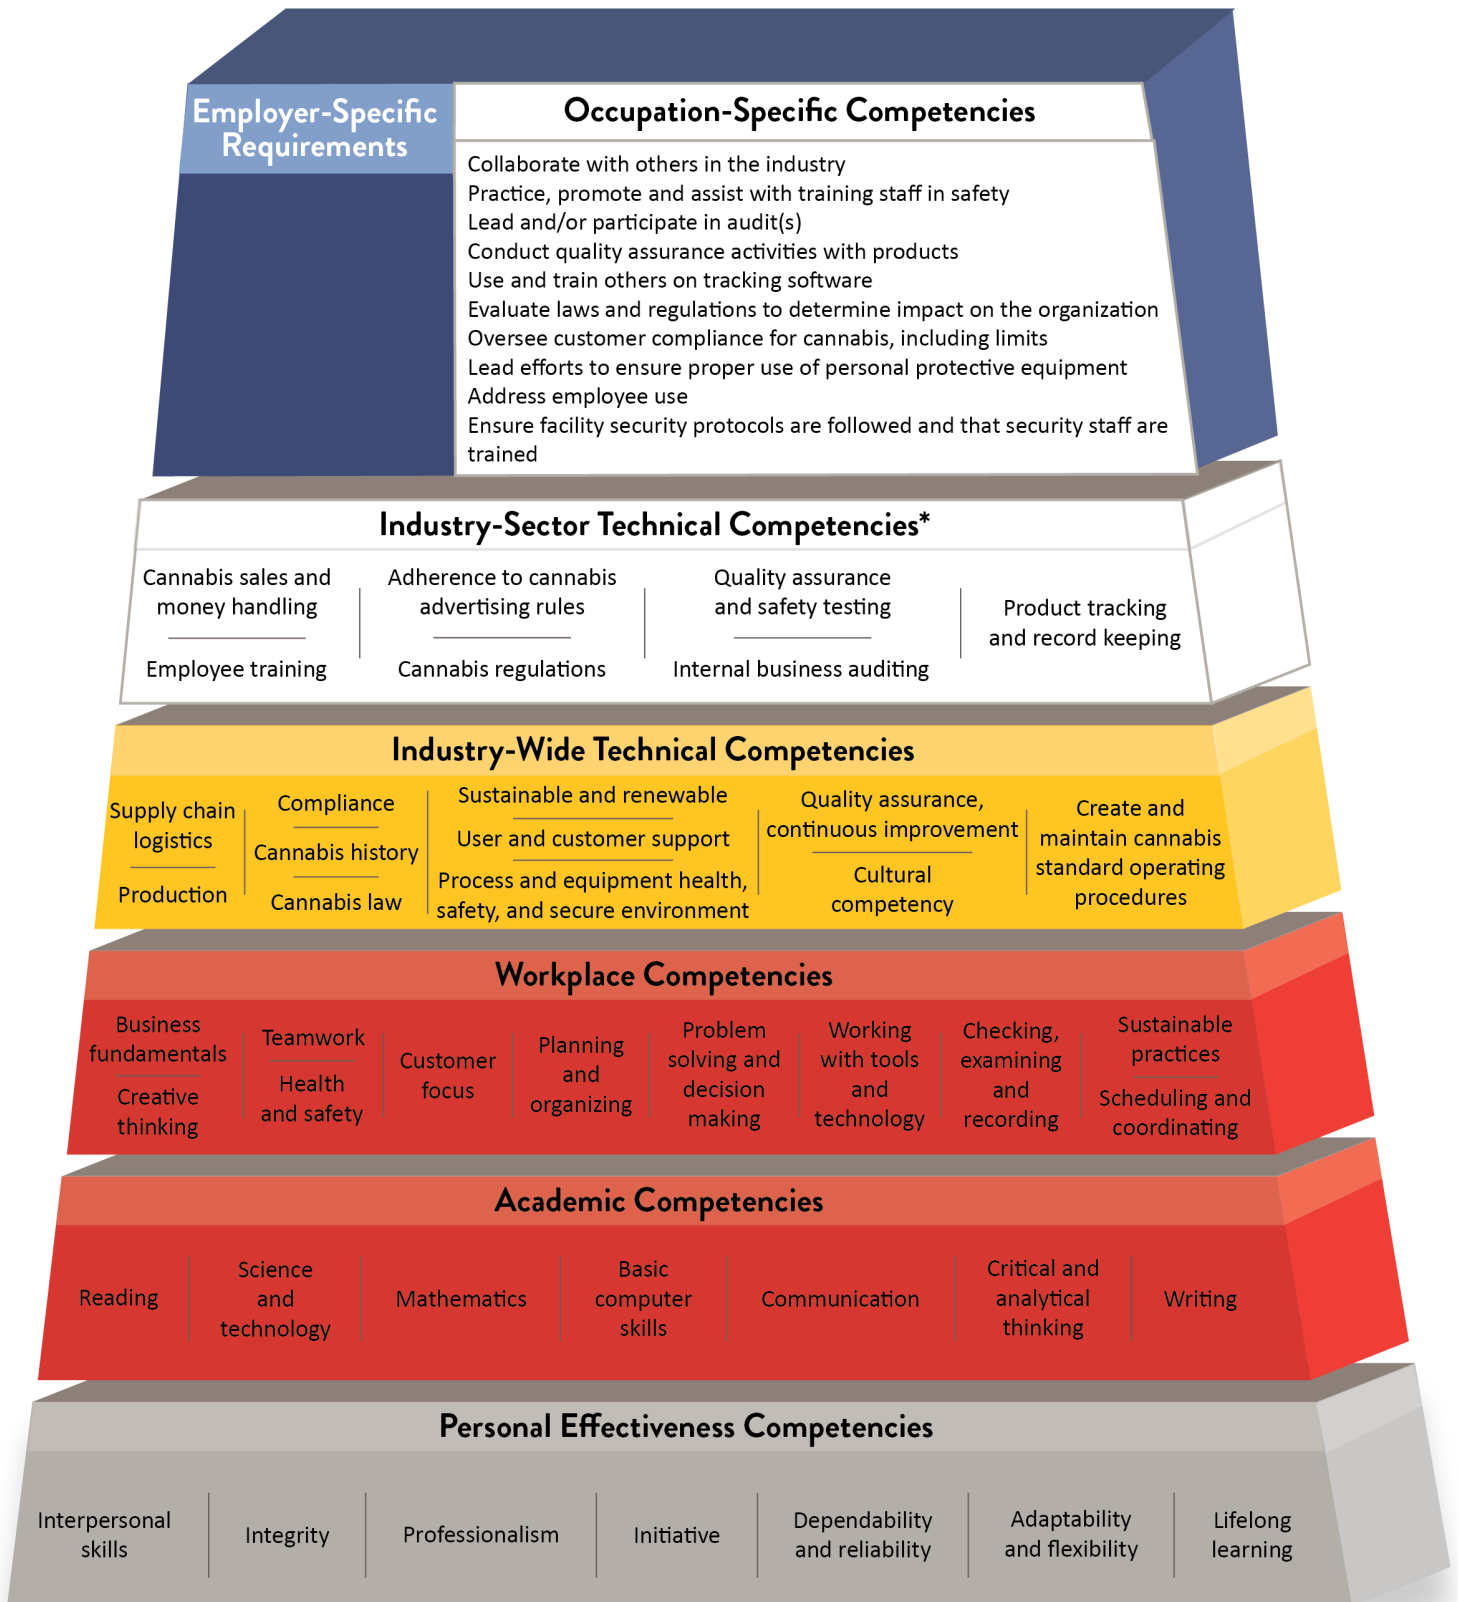 Employer-Specific
Requirements
Occupation-Specific Competencies
Collaborate with others in the industry
Practice, promote and assist with training staff in safety
Lead and/or participate in audit(s)
Conduct quality assurance activities with products
Use and train others on tracking software
Evaluate laws and regulations to determine impact on the organization
Oversee customer compliance for cannabis, including limits
Lead efforts to ensure proper use of personal protective equipment
Address employee use
Ensure facility security protocols are followed and that security staff are
trained
Industry-Sector Technical Competencies*
Cannabis sales and
money handling
Employee training
Adherence to cannabis
advertising rules
Cannabis regulations
Quality assurance
and safety testing
Internal business auditing
Product tracking
and record keeping
Industry-Wide Technical Competencies
Supply chain
logistics
Production
Compliance
Cannabis history
Cannabis law
Sustainable and renewable
User and customer support
Process and equipment health,
safety, and secure environment
Quality assurance,
continuous improvement
Cultural
competency
Create and
maintain cannabis
standard operating
procedures
Workplace Competencies
Business
fundamentals
Creative
thinking
Teamwork
Health
and safety
Customer
focus
Planning
and
organizing
Problem
solving and
decision
making
Working
with tools
and
technology
Checking,
examining
and
recording
Sustainable
practices
Scheduling and
coordinating
Academic Competencies
Reading
Science
and
technology
Mathematics
Basic
computer
skills
Communication
Critical and
analytical
thinking
Writing
Personal Effectiveness Competencies
Interpersonal
skills
Integrity
Professionalism
Initiative
Dependability
and reliability
Adaptability
and flexibility
Lifelong
learning